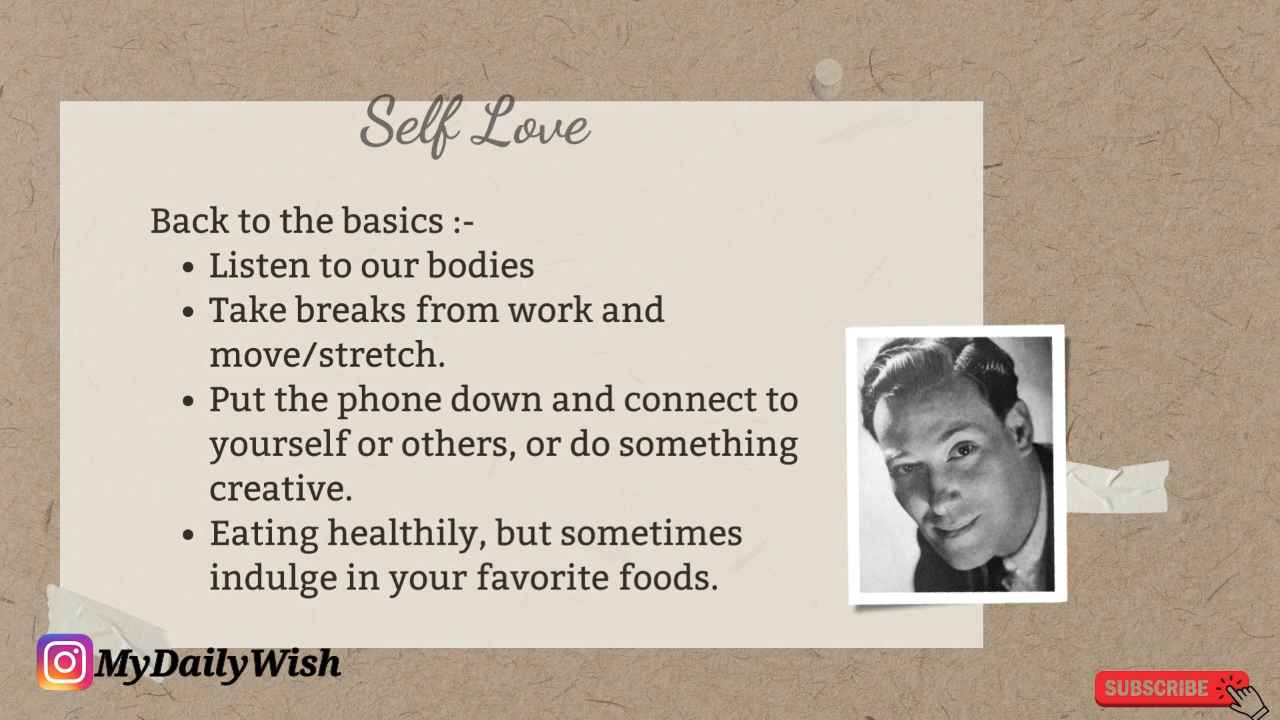 Self Love
Back to the basics :-
• Listen to our bodies
• Take breaks from work and
move/stretch.
• Put the phone down and connect to
yourself or others, or do something
creative.
• Eating healthily, but sometimes
indulge in your favorite foods.
MyDailyWish
SUBSCRIBE